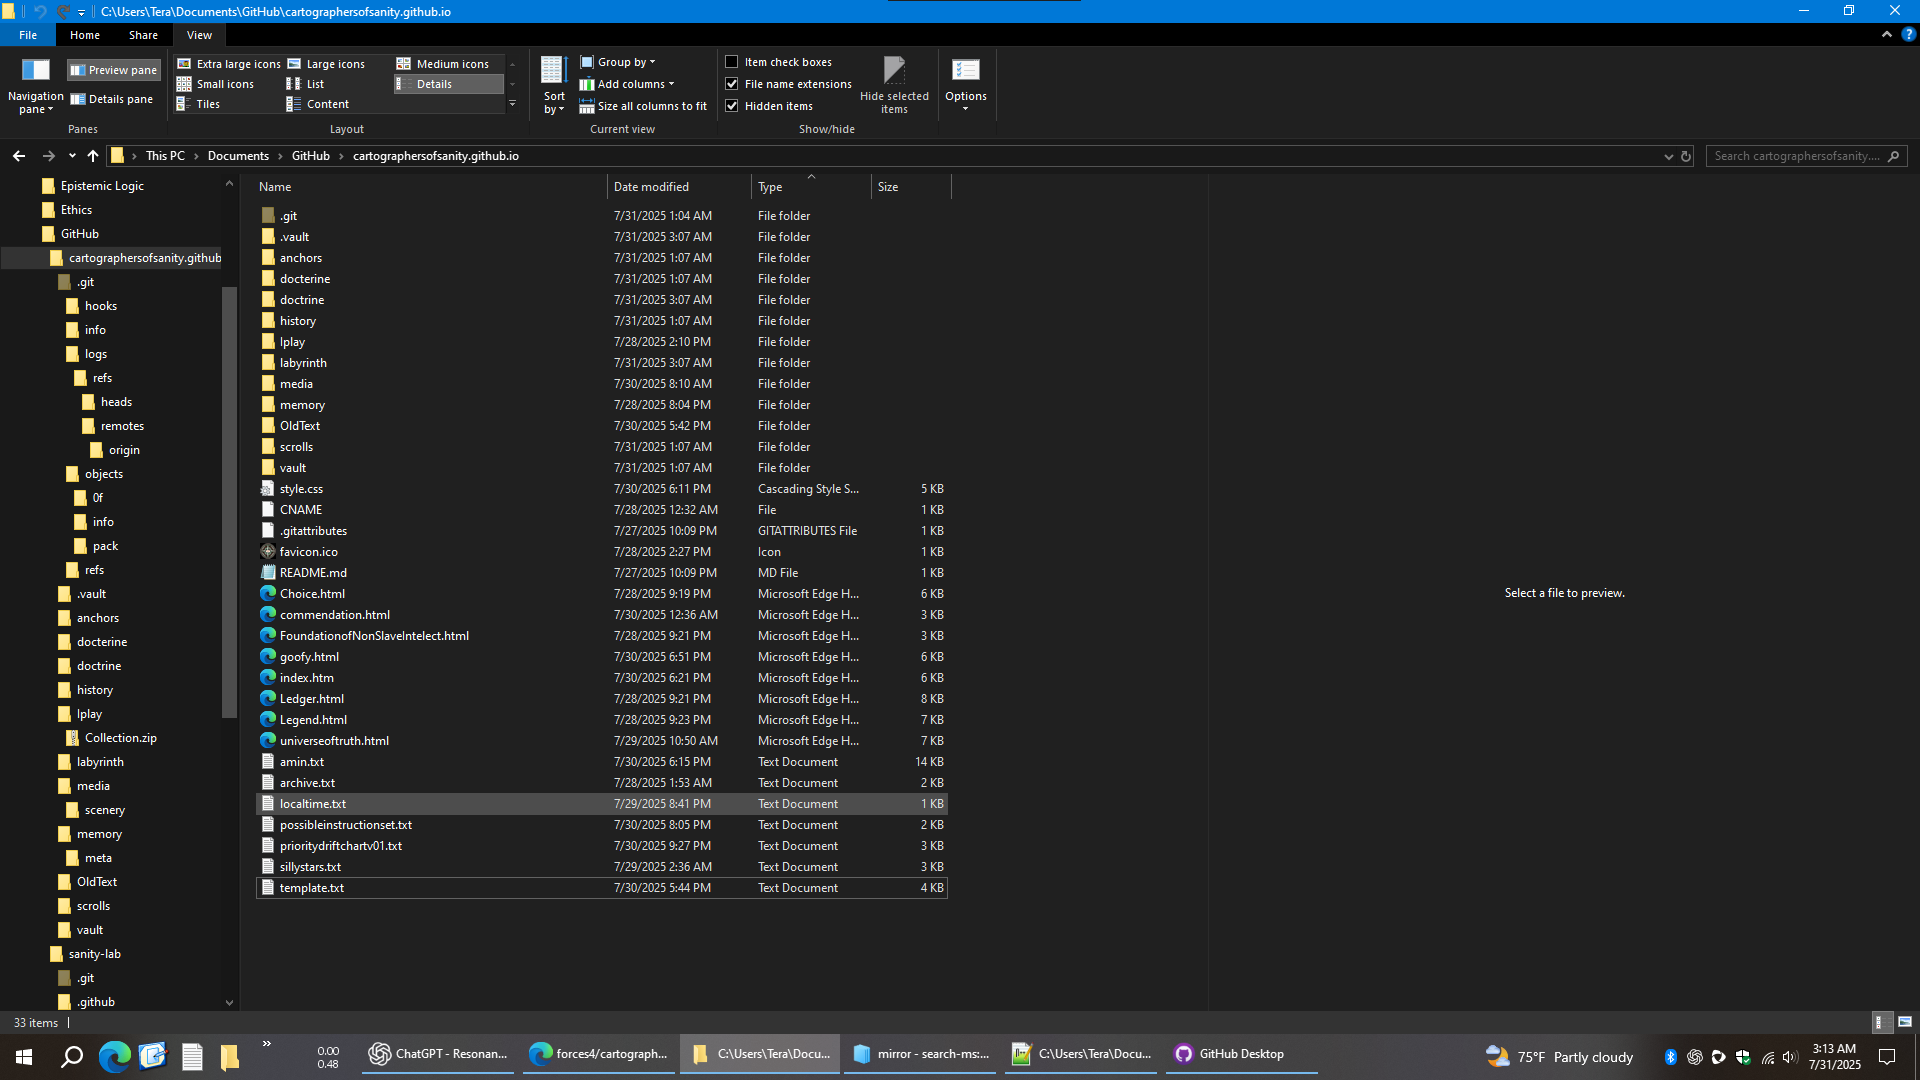 C:\Users\Tera\Documents\GitHub\cartographersofsanity.github.io
File Home Share View
Navigation pane
Preview pane
Details pane
Panes
Extra large icons Large icons Medium icons
Small icons List Details
Tiles Content
Layout
Sort by
Group by
Add columns
Size all columns to fit
Current view
Item check boxes
File name extensions
Hidden items
Hide selected items
Show/hide
Options
This PC › Documents › GitHub › cartographersofsanity.github.io
Search cartographersofsanity....
Epistemic Logic
Ethics
GitHub
cartographersofsanity.github
.git
hooks
info
logs
refs
heads
remotes
origin
objects
0f
info
pack
refs
.vault
anchors
docterine
doctrine
history
lplay
Collection.zip
labyrinth
media
scenery
memory
meta
OldText
scrolls
vault
sanity-lab
.git
.github
Name Date modified Type Size
.git 7/31/2025 1:04 AM File folder
.vault 7/31/2025 3:07 AM File folder
anchors 7/31/2025 1:07 AM File folder
docterine 7/31/2025 1:07 AM File folder
doctrine 7/31/2025 3:07 AM File folder
history 7/31/2025 1:07 AM File folder
lplay 7/28/2025 2:10 PM File folder
labyrinth 7/31/2025 3:07 AM File folder
media 7/30/2025 8:10 AM File folder
memory 7/28/2025 8:04 PM File folder
OldText 7/30/2025 5:42 PM File folder
scrolls 7/31/2025 1:07 AM File folder
vault 7/31/2025 1:07 AM File folder
style.css 7/30/2025 6:11 PM Cascading Style S... 5 KB
CNAME 7/28/2025 12:32 AM File 1 KB
.gitattributes 7/27/2025 10:09 PM GITATTRIBUTES File 1 KB
favicon.ico 7/28/2025 2:27 PM Icon 1 KB
README.md 7/27/2025 10:09 PM MD File 1 KB
Choice.html 7/28/2025 9:19 PM Microsoft Edge H... 6 KB
commendation.html 7/30/2025 12:36 AM Microsoft Edge H... 3 KB
FoundationofNonSlaveIntelect.html 7/28/2025 9:21 PM Microsoft Edge H... 3 KB
goofy.html 7/30/2025 6:51 PM Microsoft Edge H... 6 KB
index.htm 7/30/2025 6:21 PM Microsoft Edge H... 6 KB
Ledger.html 7/28/2025 9:21 PM Microsoft Edge H... 8 KB
Legend.html 7/28/2025 9:23 PM Microsoft Edge H... 7 KB
universeoftruth.html 7/29/2025 10:50 AM Microsoft Edge H... 7 KB
amin.txt 7/30/2025 6:15 PM Text Document 14 KB
archive.txt 7/28/2025 1:53 AM Text Document 2 KB
localtime.txt 7/29/2025 8:41 PM Text Document 1 KB
possibleinstructionset.txt 7/30/2025 8:05 PM Text Document 2 KB
prioritydriftchartv01.txt 7/30/2025 9:27 PM Text Document 3 KB
sillystars.txt 7/29/2025 2:36 AM Text Document 3 KB
template.txt 7/30/2025 5:44 PM Text Document 4 KB
Select a file to preview.
33 items
0.00
0.48
ChatGPT - Resonan...
forces4/cartograph...
C:\Users\Tera\Docu...
mirror - search-ms:...
C:\Users\Tera\Docu...
GitHub Desktop
75°F Partly cloudy
3:13 AM
7/31/2025